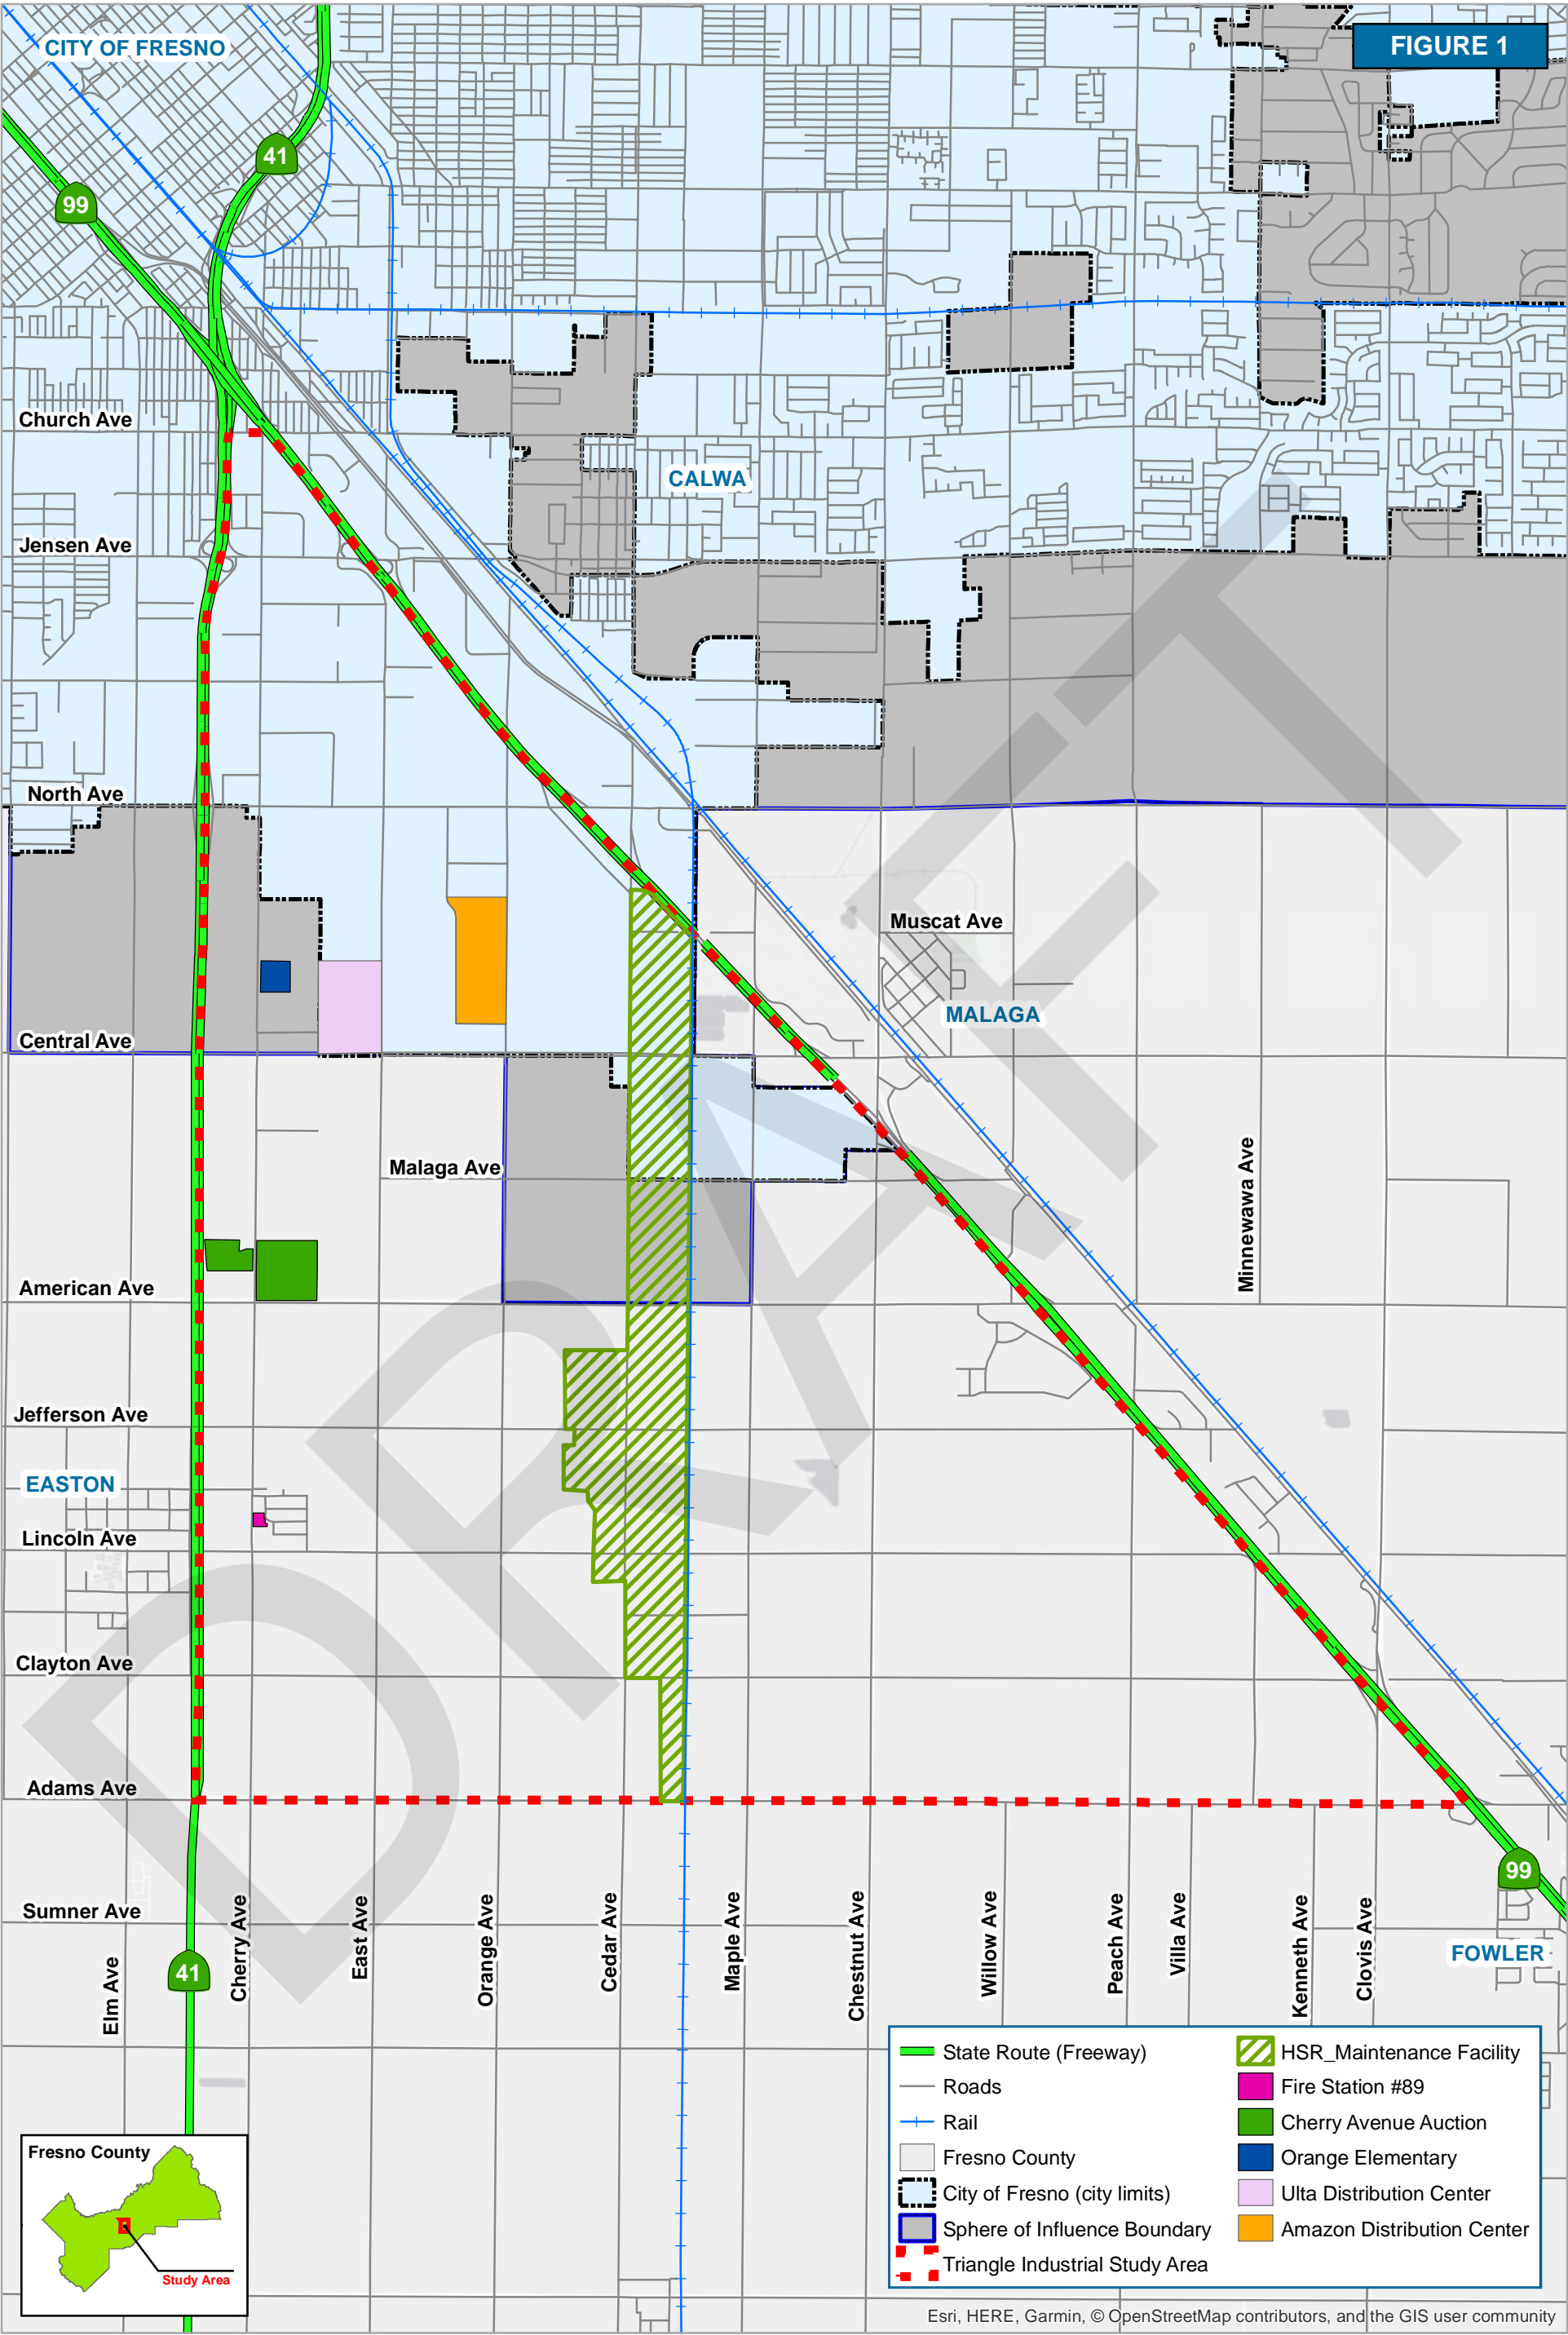 CITY OF FRESNO
FIGURE 1
41
99
Church Ave
CALWA
Jensen Ave
North Ave
Muscat Ave
MALAGA
Central Ave
Malaga Ave
Minnewawa Ave
American Ave
Jefferson Ave
EASTON
Lincoln Ave
Clayton Ave
Adams Ave
99
Sumner Ave
FOWLER
41
Elm Ave
Cherry Ave
East Ave
Orange Ave
Cedar Ave
Maple Ave
Chestnut Ave
Willow Ave
Peach Ave
Villa Ave
Kenneth Ave
Clovis Ave
DRAFT
State Route (Freeway)
Roads
Rail
Fresno County
City of Fresno (city limits)
Sphere of Influence Boundary
Triangle Industrial Study Area
HSR_Maintenance Facility
Fire Station #89
Cherry Avenue Auction
Orange Elementary
Ulta Distribution Center
Amazon Distribution Center
Fresno County
Study Area
Esri, HERE, Garmin, © OpenStreetMap contributors, and the GIS user community